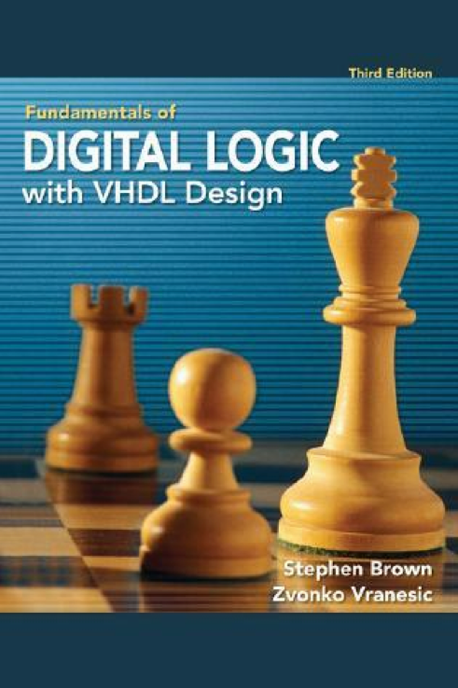 Third Edition
Fundamentals of
DIGITAL LOGIC
with VHDL Design
Stephen Brown
Zvonko Vranesic